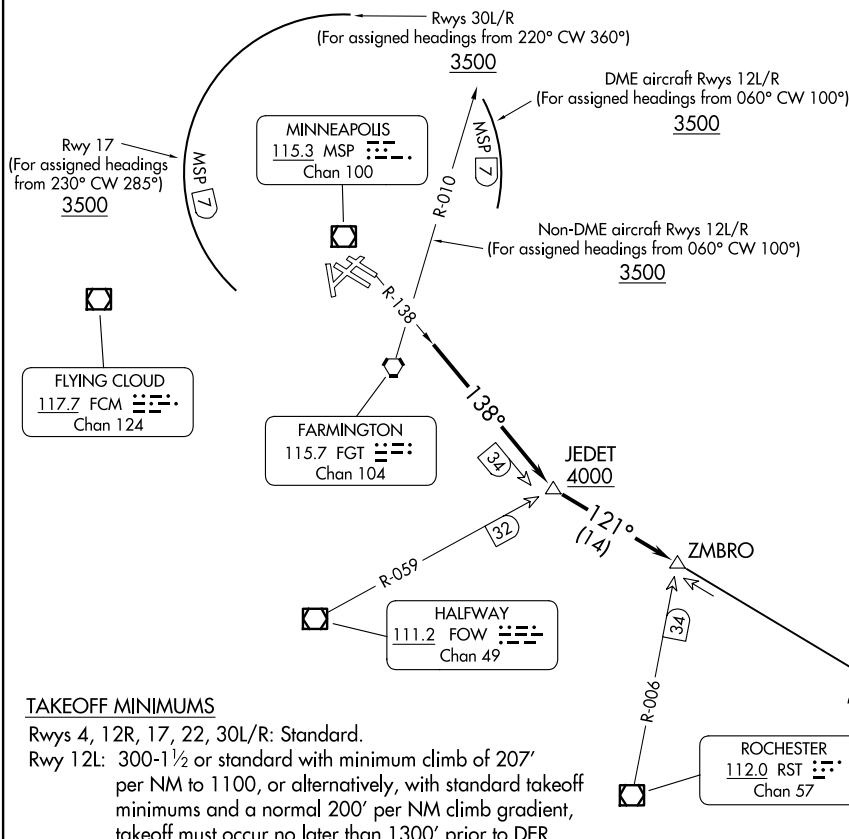 Rwys 30L/R
(For assigned headings from 220° CW 360°)
3500
DME aircraft Rwys 12L/R
(For assigned headings from 060° CW 100°)
3500
Rwy 17
(For assigned headings
from 230° CW 285°)
3500
MSP 7
MINNEAPOLIS
115.3 MSP
Chan 100
MSP 7
R-010
Non-DME aircraft Rwys 12L/R
(For assigned headings from 060° CW 100°)
3500
R-138
FLYING CLOUD
117.7 FCM
Chan 124
FARMINGTON
115.7 FGT
Chan 104
138°
34
JEDET
4000
32
121°
(14)
ZMBRO
R-059
HALFWAY
111.2 FOW
Chan 49
34
R-006
ROCHESTER
112.0 RST
Chan 57
TAKEOFF MINIMUMS
Rwys 4, 12R, 17, 22, 30L/R: Standard.
Rwy 12L: 300-1½ or standard with minimum climb of 207'
per NM to 1100, or alternatively, with standard takeoff
minimums and a normal 200' per NM climb gradient,
takeoff must occur no later than 1300' prior to DER.